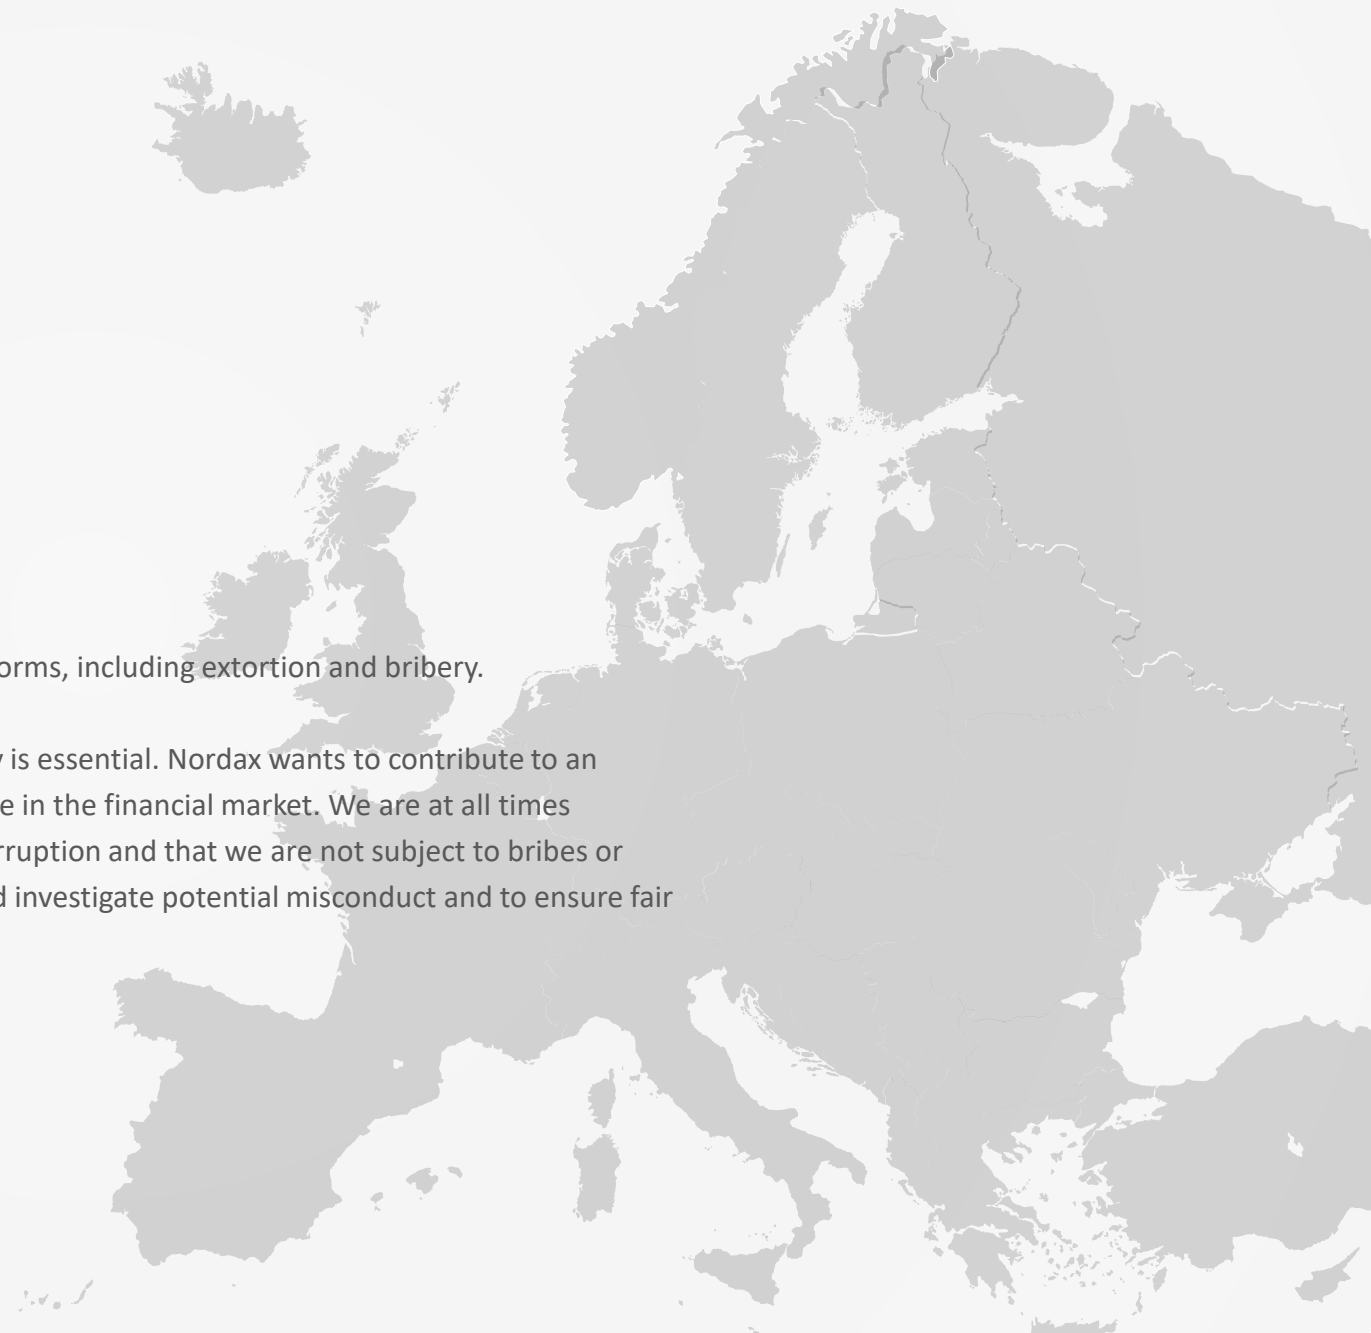 orms, including extortion and bribery.
is essential. Nordax wants to contribute to an
e in the financial market. We are at all times
rruption and that we are not subject to bribes or
investigate potential misconduct and to ensure fair